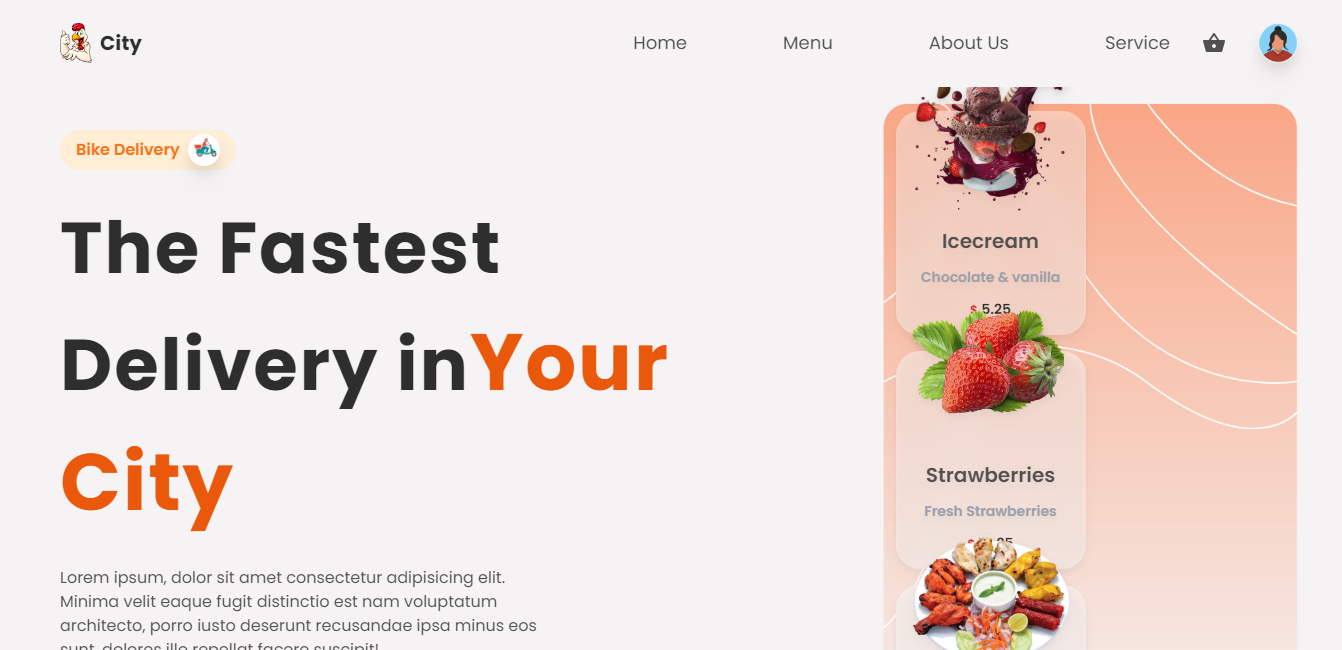 City
Home
Menu
About Us
Service
Bike Delivery
The Fastest
Delivery in Your
City
Lorem ipsum, dolor sit amet consectetur adipisicing elit.
Minima velit eaque fugit distinctio est nam voluptatum
architecto, porro iusto deserunt recusandae ipsa minus eos
sunt, dolores illo repellat facere suscipit!
Icecream
Chocolate & vanilla
$ 5.25
Strawberries
Fresh Strawberries